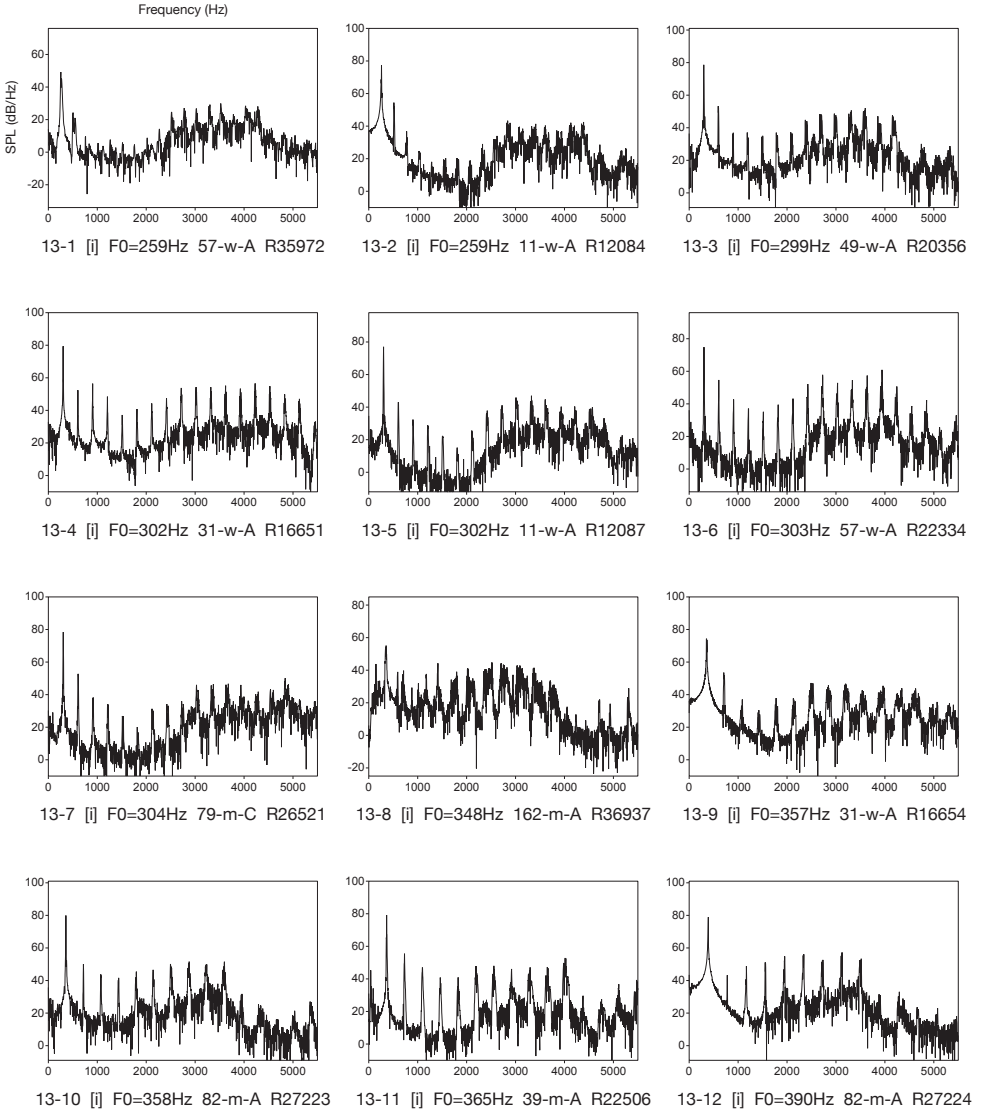 Frequency (Hz)
SPL (dB/Hz)
60
40
20
0
-20
0 1000 2000 3000 4000 5000
100
80
60
40
20
0
0 1000 2000 3000 4000 5000
100
80
60
40
20
0
0 1000 2000 3000 4000 5000
13-1 [i] F0=259Hz 57-w-A R35972
13-2 [i] F0=259Hz 11-w-A R12084
13-3 [i] F0=299Hz 49-w-A R20356
100
80
60
40
20
0
0 1000 2000 3000 4000 5000
80
60
40
20
0
0 1000 2000 3000 4000 5000
80
60
40
20
0
0 1000 2000 3000 4000 5000
13-4 [i] F0=302Hz 31-w-A R16651
13-5 [i] F0=302Hz 11-w-A R12087
13-6 [i] F0=303Hz 57-w-A R22334
100
80
60
40
20
0
0 1000 2000 3000 4000 5000
80
60
40
20
0
-20
0 1000 2000 3000 4000 5000
100
80
60
40
20
0
0 1000 2000 3000 4000 5000
13-7 [i] F0=304Hz 79-m-C R26521
13-8 [i] F0=348Hz 162-m-A R36937
13-9 [i] F0=357Hz 31-w-A R16654
100
80
60
40
20
0
0 1000 2000 3000 4000 5000
100
80
60
40
20
0
0 1000 2000 3000 4000 5000
100
80
60
40
20
0
0 1000 2000 3000 4000 5000
13-10 [i] F0=358Hz 82-m-A R27223
13-11 [i] F0=365Hz 39-m-A R22506
13-12 [i] F0=390Hz 82-m-A R27224